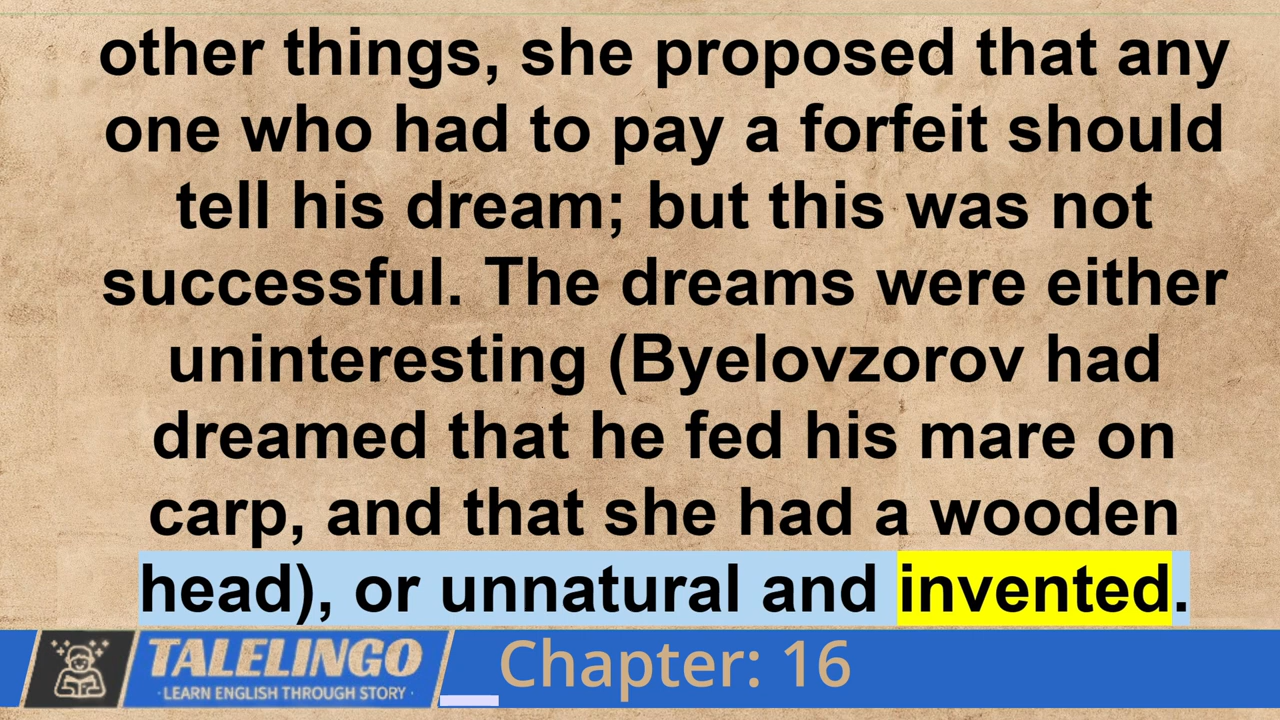 other things, she proposed that any
one who had to pay a forfeit should
tell his dream; but this was not
successful. The dreams were either
uninteresting (Byelovzorov had
dreamed that he fed his mare on
carp, and that she had a wooden
head), or unnatural and invented.
TALELINGO
· LEARN ENGLISH THROUGH STORY ·
Chapter: 16